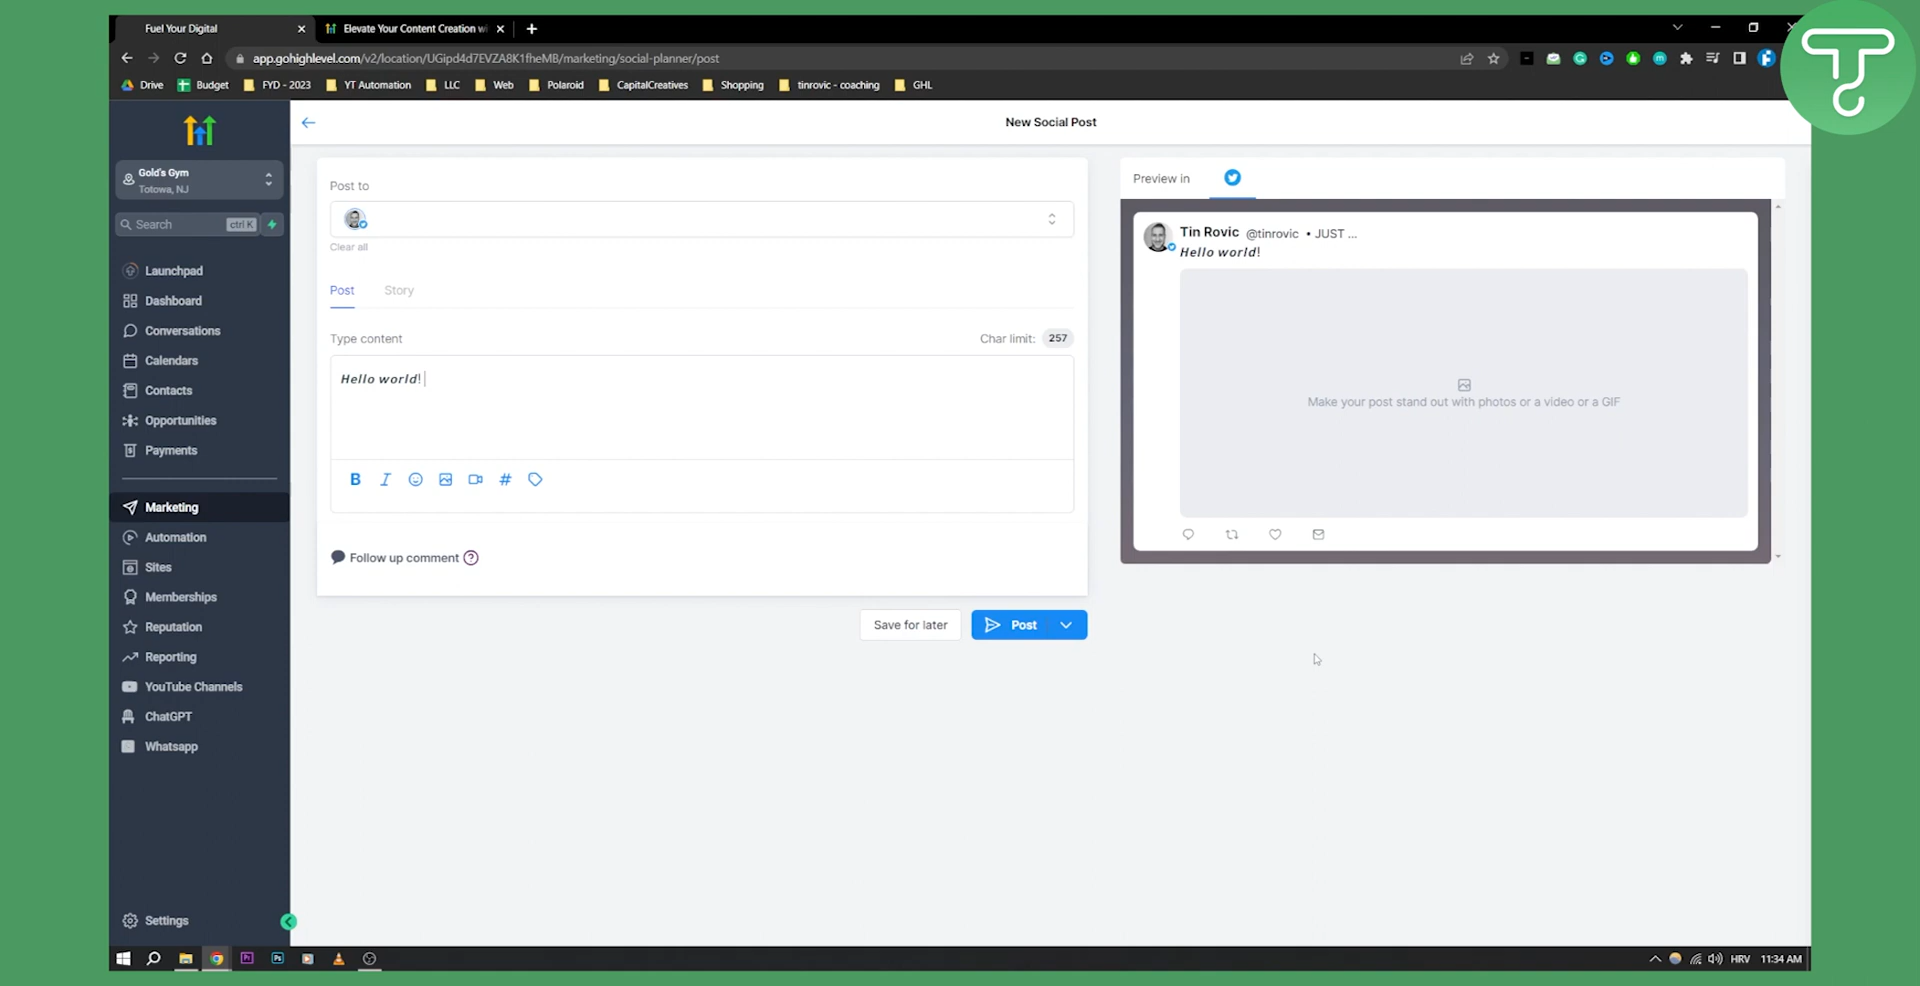 Fuel Your Digital
Elevate Your Content Creation wi
app.gohighlevel.com/v2/location/UGipd4d7EVZA8K1fheMB/marketing/social-planner/post
Drive
Budget
FYD - 2023
YT Automation
LLC
Web
Polaroid
CapitalCreatives
Shopping
tinrovic - coaching
GHL
New Social Post
Gold's Gym
Totowa, NJ
Search
ctrl K
Launchpad
Dashboard
Conversations
Calendars
Contacts
Opportunities
Payments
Marketing
Automation
Sites
Memberships
Reputation
Reporting
YouTube Channels
ChatGPT
Whatsapp
Settings
Post to
Clear all
Post
Story
Type content
Char limit: 257
Hello world!
B I #
Follow up comment ?
Save for later
Post
Preview in
Tin Rovic @tinrovic • JUST ...
Hello world!
Make your post stand out with photos or a video or a GIF
Pr
Ps
HRV
11:34 AM